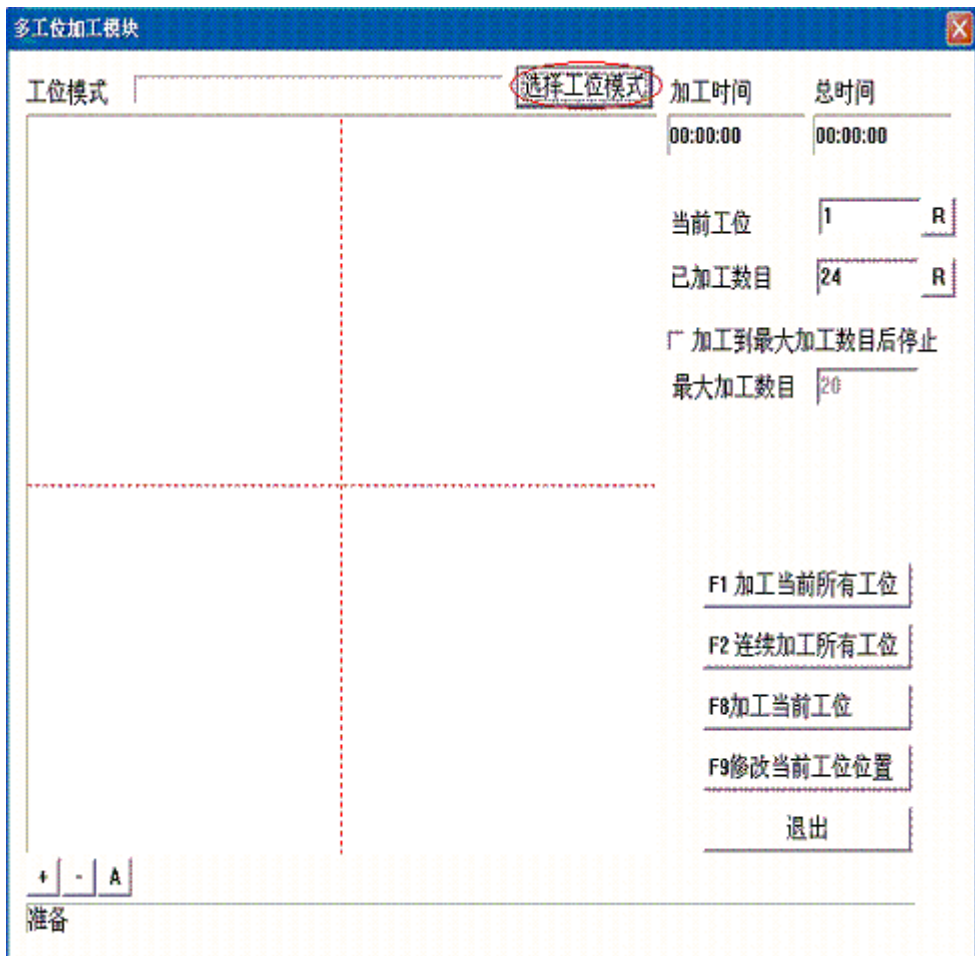 多工位加工模块
工位模式 选择工位模式 加工时间 总时间
00:00:00 00:00:00
当前工位 1 R
已加工数目 24 R
加工到最大加工数目后停止
最大加工数目 20
F1 加工当前所有工位
F2 连续加工所有工位
F8加工当前工位
F9修改当前工位位置
退出
+ - A
准备